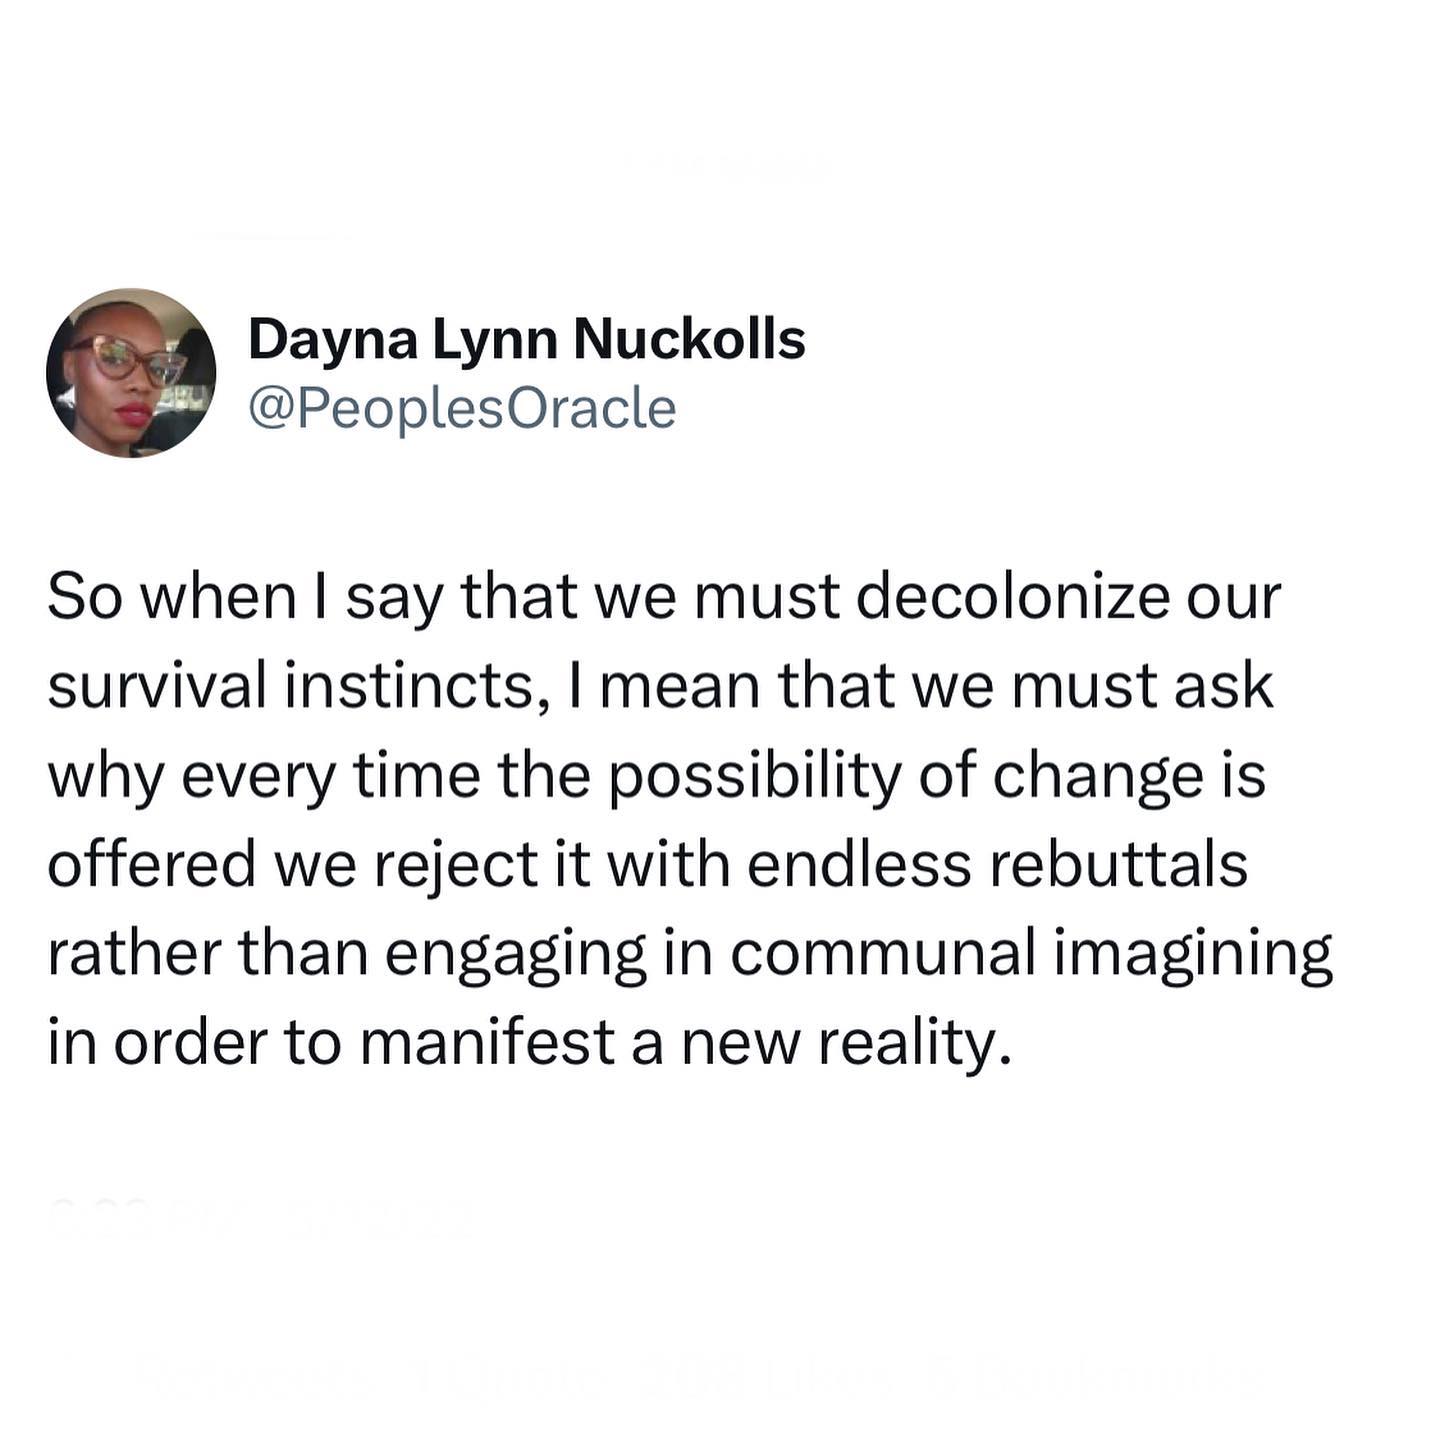 Dayna Lynn Nuckolls
@PeoplesOracle
So when I say that we must decolonize our
survival instincts, I mean that we must ask
why every time the possibility of change is
offered we reject it with endless rebuttals
rather than engaging in communal imagining
in order to manifest a new reality.